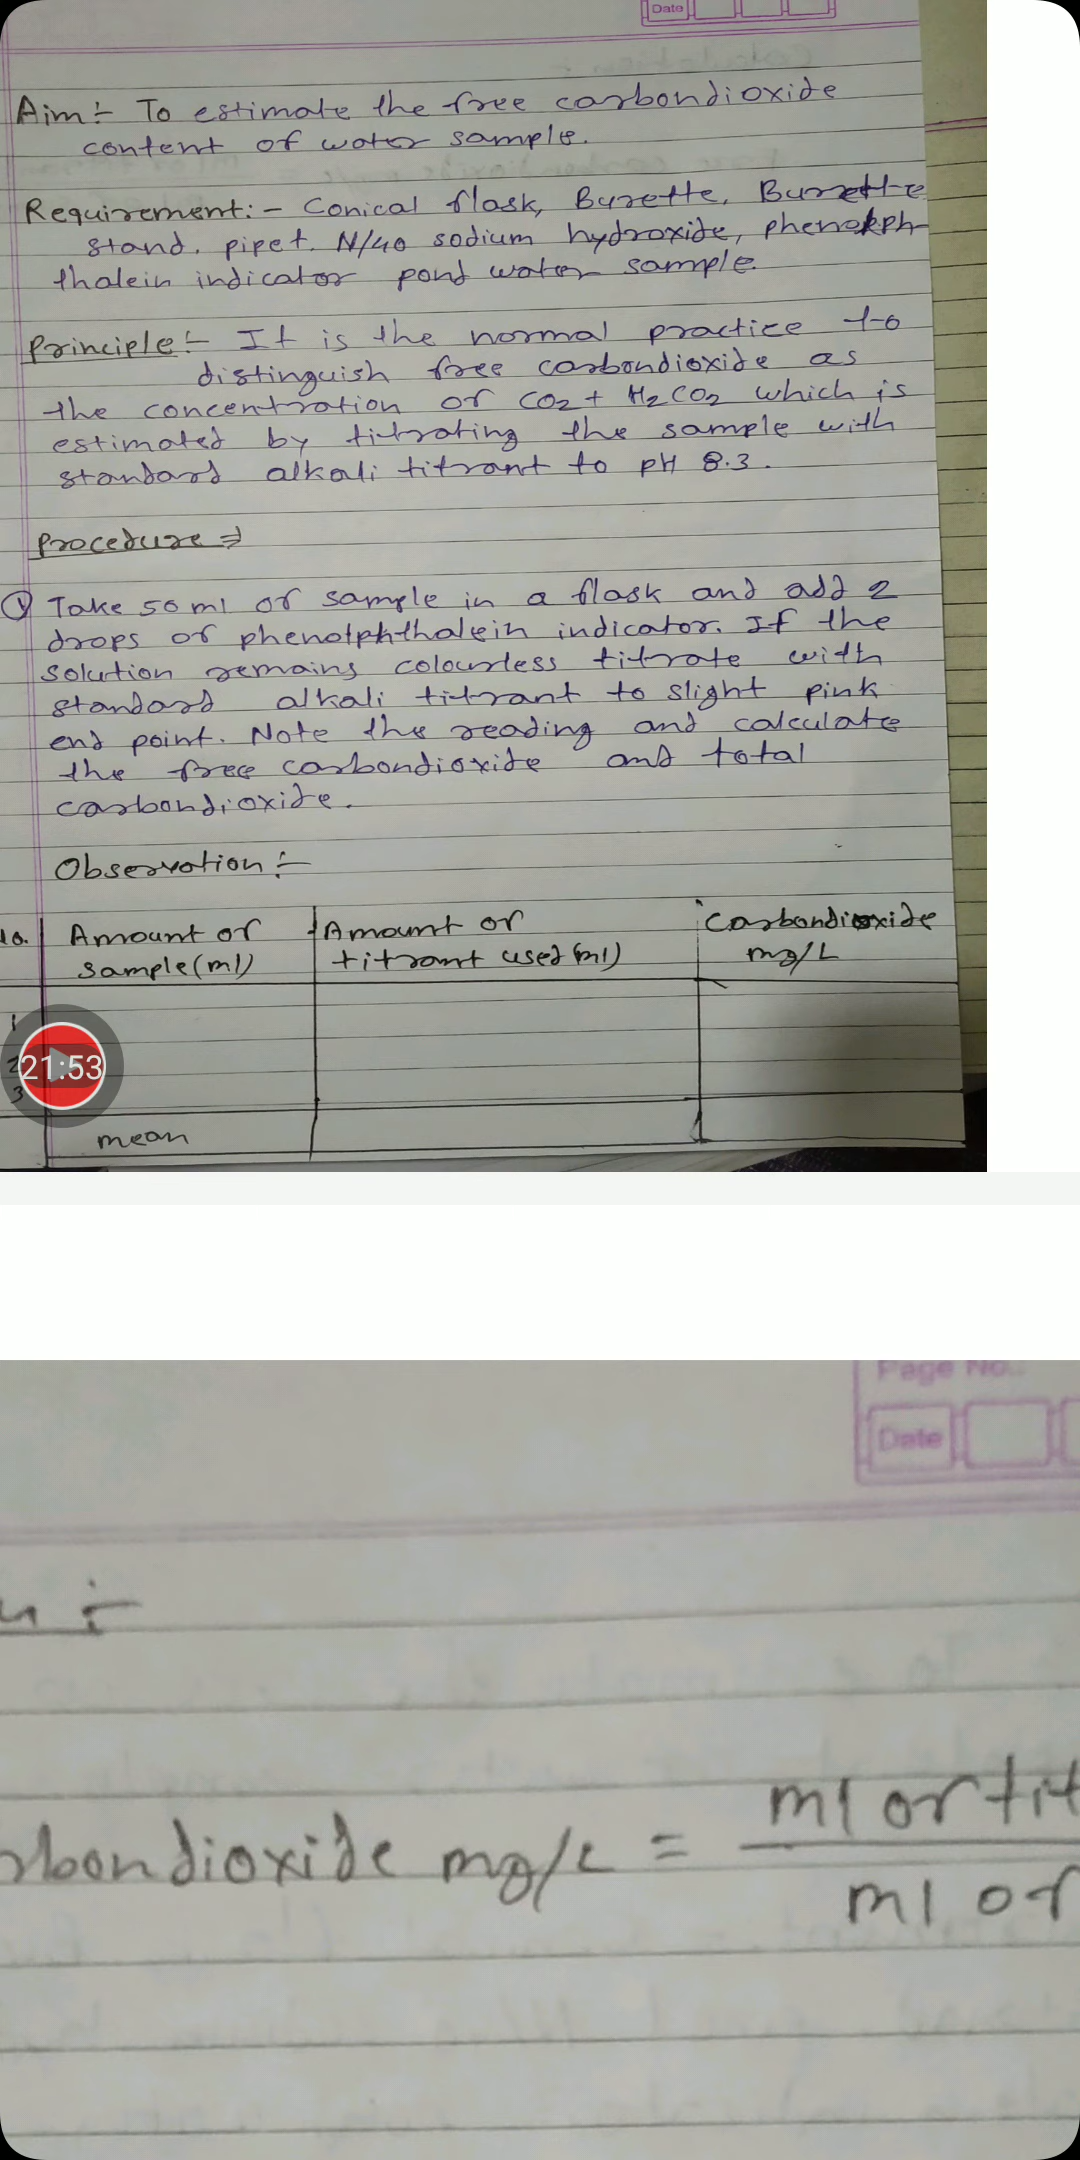 Date
Aim :- To estimate the free carbondioxide
content of water sample.
Requirement :- Conical flask, Burette, Burrette
stand. pipet. N/40 sodium hydroxide, phenolph-
thalein indicator pond water sample.
Principle :- It is the normal practice to
distinguish free carbondioxide as
the concentration of CO2 + H2CO2 which is
estimated by titrating the sample with
standard alkali titrant to pH 8.3.
Procedure ⇒
① Take 50 ml of sample in a flask and add 2
drops of phenolphthalein indicator. If the
solution remains colourless titrate with
standard alkali titrant to slight pink
end point. Note the reading and calculate
the free carbondioxide and total
carbondioxide.
Observation :-
Amount of sample (ml)
Amount of titrant used (ml)
Carbondioxide mg/L
1
2
3
21:53
mean
Page No.
Date
n :-
rbondioxide mg/L = ml of tit
ml of